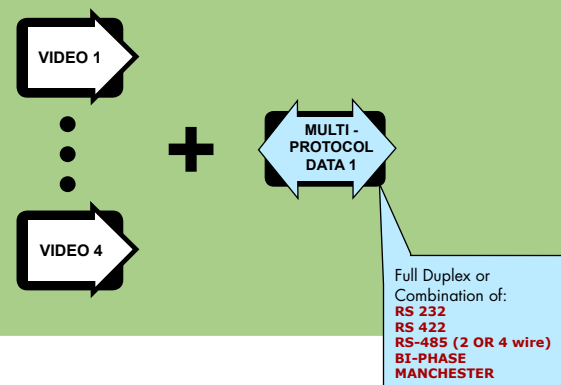 VIDEO 1
VIDEO 4
MULTI -
PROTOCOL
DATA 1
Full Duplex or
Combination of:
RS 232
RS 422
RS-485 (2 OR 4 wire)
BI-PHASE
MANCHESTER